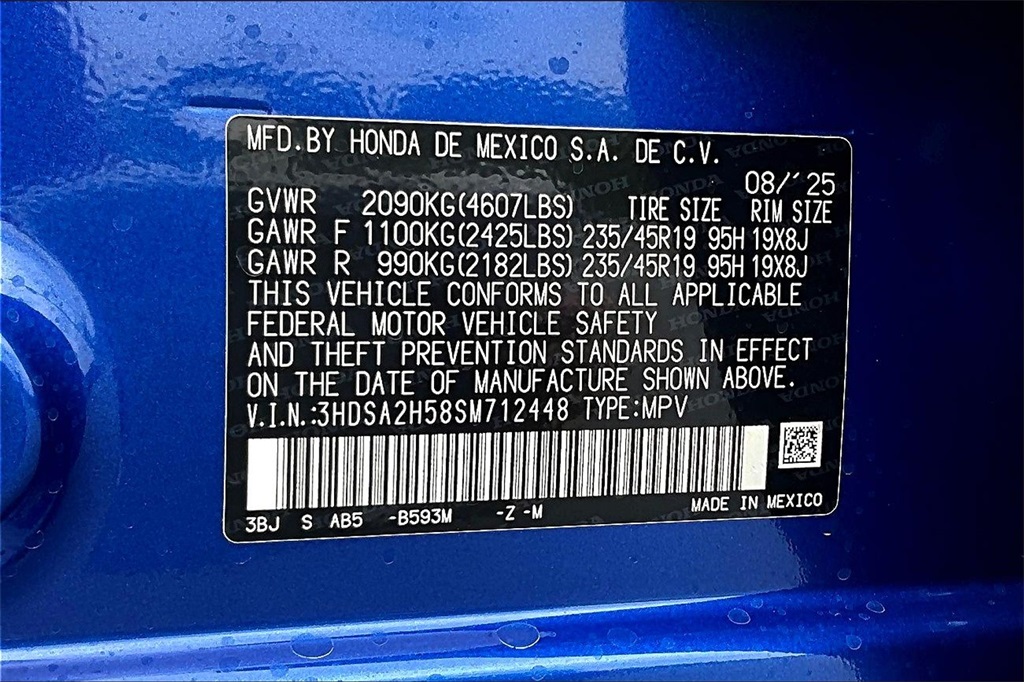 MFD.BY HONDA DE MEXICO S.A. DE C.V.
08/'25
GVWR 2090KG(4607LBS) TIRE SIZE RIM SIZE
GAWR F 1100KG(2425LBS) 235/45R19 95H 19X8J
GAWR R 990KG(2182LBS) 235/45R19 95H 19X8J
THIS VEHICLE CONFORMS TO ALL APPLICABLE
FEDERAL MOTOR VEHICLE SAFETY
AND THEFT PREVENTION STANDARDS IN EFFECT
ON THE DATE OF MANUFACTURE SHOWN ABOVE.
V.I.N.:3HDSA2H58SM712448 TYPE:MPV
MADE IN MEXICO
3BJ S AB5 -B593M -Z -M